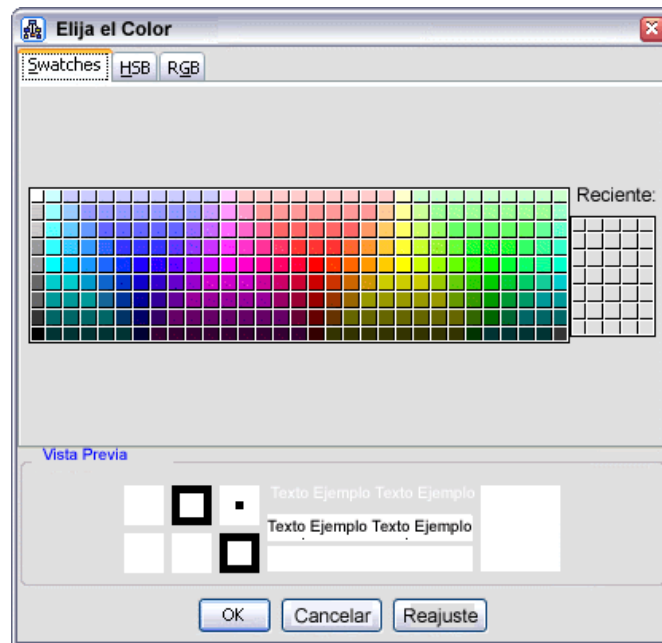 Elija el Color
Swatches HSB RGB
Reciente:
Vista Previa
Texto Ejemplo Texto Ejemplo
Texto Ejemplo Texto Ejemplo
OK Cancelar Reajuste